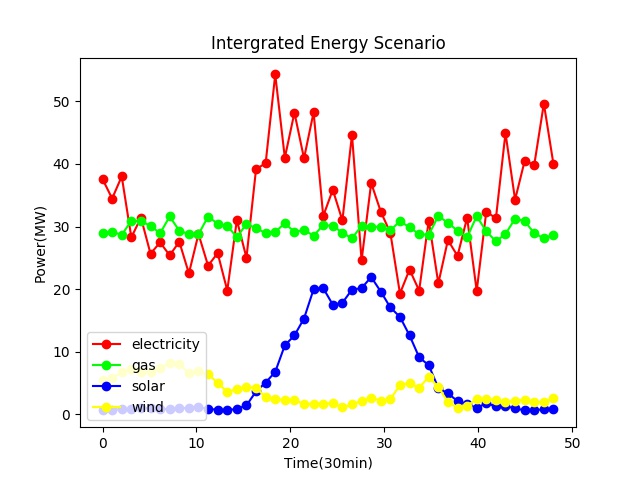 Intergrated Energy Scenario
Power(MW)
50
40
30
20
10
0
electricity
gas
solar
wind
0 10 20 30 40 50
Time(30min)